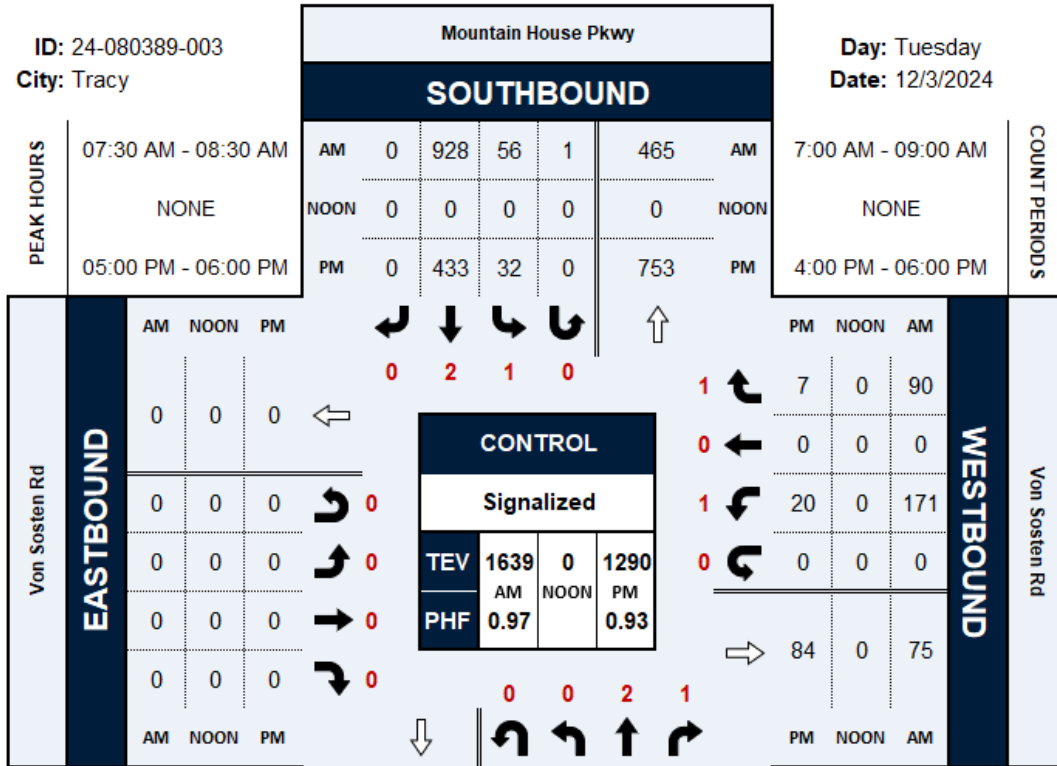 Mountain House Pkwy
ID: 24-080389-003
Day: Tuesday
City: Tracy
Date: 12/3/2024
SOUTHBOUND
PEAK HOURS
07:30 AM - 08:30 AM
AM 0 928 56 1 465 AM
7:00 AM - 09:00 AM
COUNT PERIODS
NONE
NOON 0 0 0 0 0 NOON
NONE
05:00 PM - 06:00 PM
PM 0 433 32 0 753 PM
4:00 PM - 06:00 PM
AM NOON PM
PM NOON AM
0 2 1 0
1 7 0 90
0 0 0
CONTROL
0 0 0 0
Von Sosten Rd
EASTBOUND
WESTBOUND
Von Sosten Rd
0 0 0 0
Signalized
1 20 0 171
0 0 0 0
TEV 1639 0 1290
0 0 0 0
AM NOON PM
0 0 0 0
PHF 0.97 0.93
84 0 75
0 0 0 0
0 0 2 1
AM NOON PM
PM NOON AM